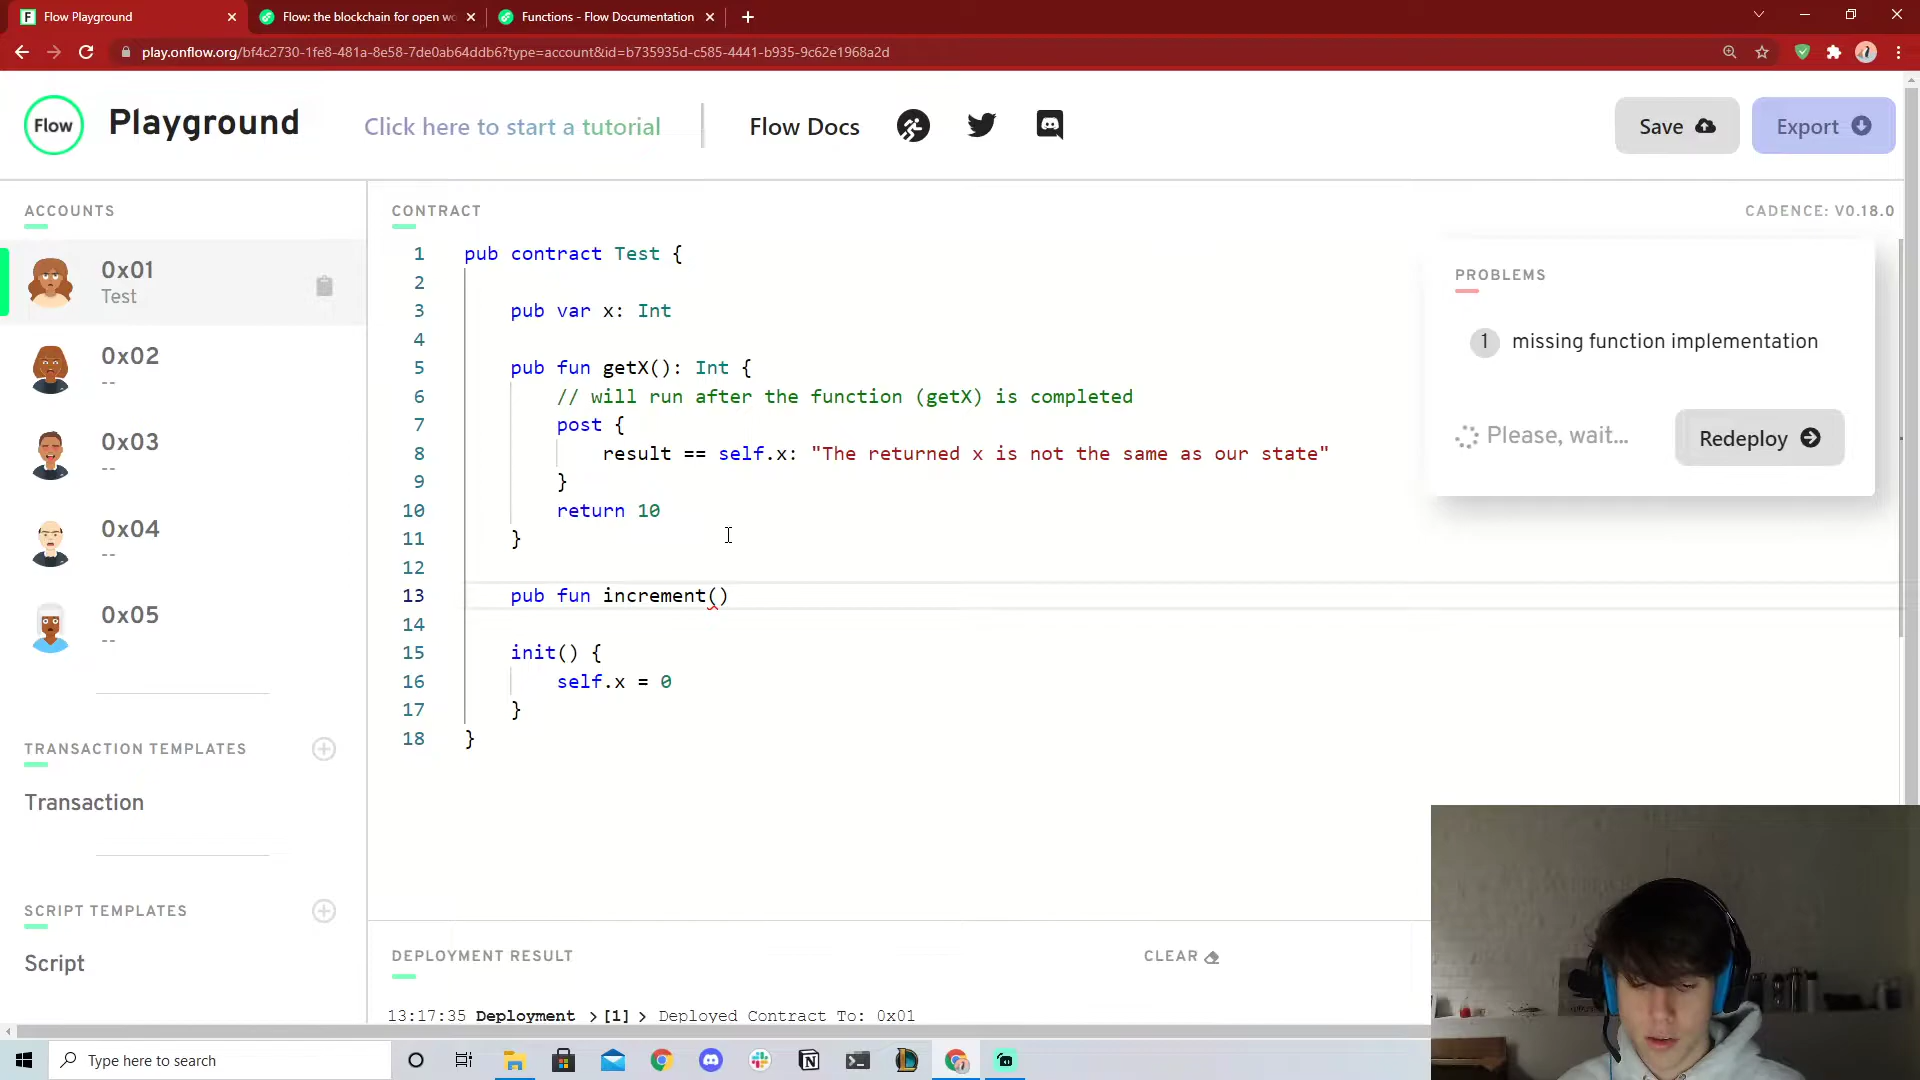 Flow Playground
Flow: the blockchain for open wo
Functions - Flow Documentation
play.onflow.org/bf4c2730-1fe8-481a-8e58-7de0ab64ddb6?type=account&id=b735935d-c585-4441-b935-9c62e1968a2d
Flow
Playground
Click here to start a tutorial
Flow Docs
Save
Export
ACCOUNTS
0x01
Test
0x02
--
0x03
--
0x04
--
0x05
--
TRANSACTION TEMPLATES
Transaction
SCRIPT TEMPLATES
Script
CONTRACT
CADENCE: V0.18.0
1 pub contract Test {
2
3 pub var x: Int
4
5 pub fun getX(): Int {
6 // will run after the function (getX) is completed
7 post {
8 result == self.x: "The returned x is not the same as our state"
9 }
10 return 10
11 }
12
13 pub fun increment()
14
15 init() {
16 self.x = 0
17 }
18 }
PROBLEMS
1 missing function implementation
Please, wait...
Redeploy
DEPLOYMENT RESULT
CLEAR
13:17:35 Deployment >[1] > Deployed Contract To: 0x01
Type here to search